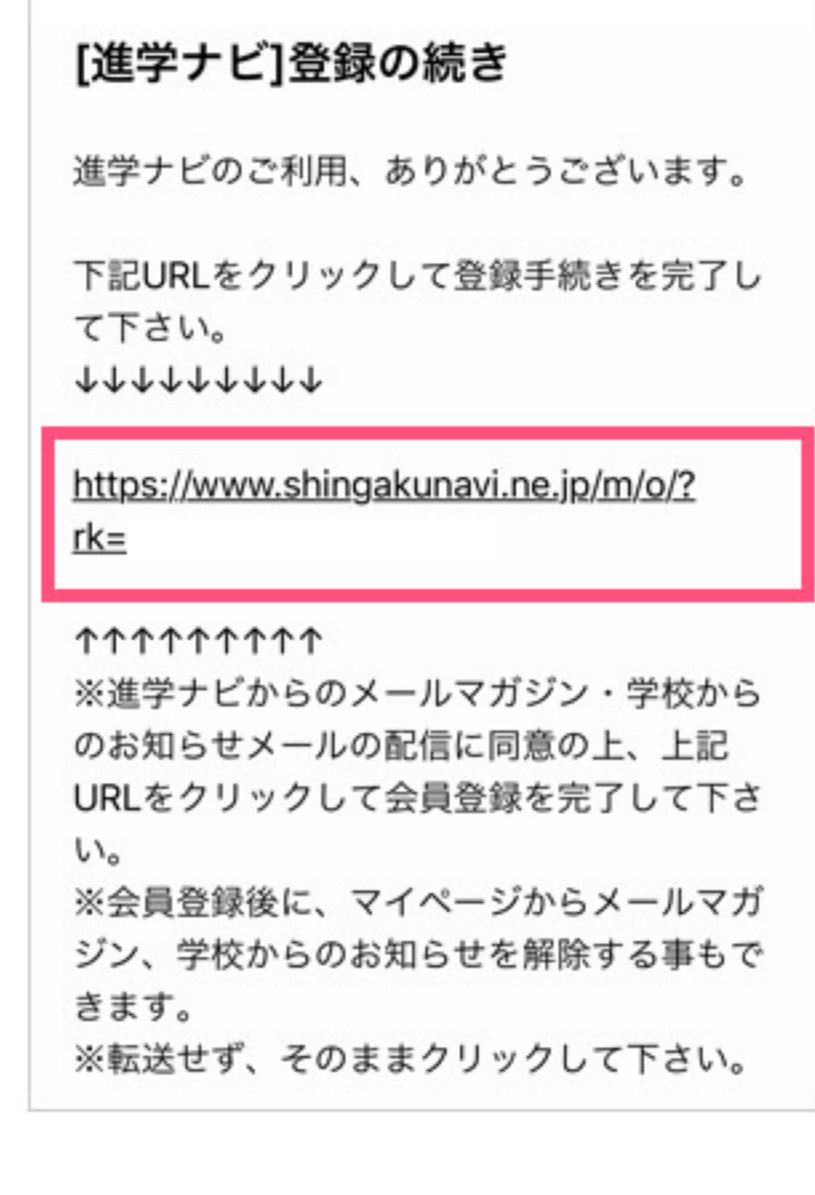 [進学ナビ]登録の続き
進学ナビのご利用、ありがとうございます。
下記URLをクリックして登録手続きを完了し
て下さい。
↓↓↓↓↓↓↓↓↓
https://www.shingakunavi.ne.jp/m/o/?
rk=
↑↑↑↑↑↑↑↑↑
※進学ナビからのメールマガジン・学校から
のお知らせメールの配信に同意の上、上記
URLをクリックして会員登録を完了して下さ
い。
※会員登録後に、マイページからメールマガ
ジン、学校からのお知らせを解除する事もで
きます。
※転送せず、そのままクリックして下さい。